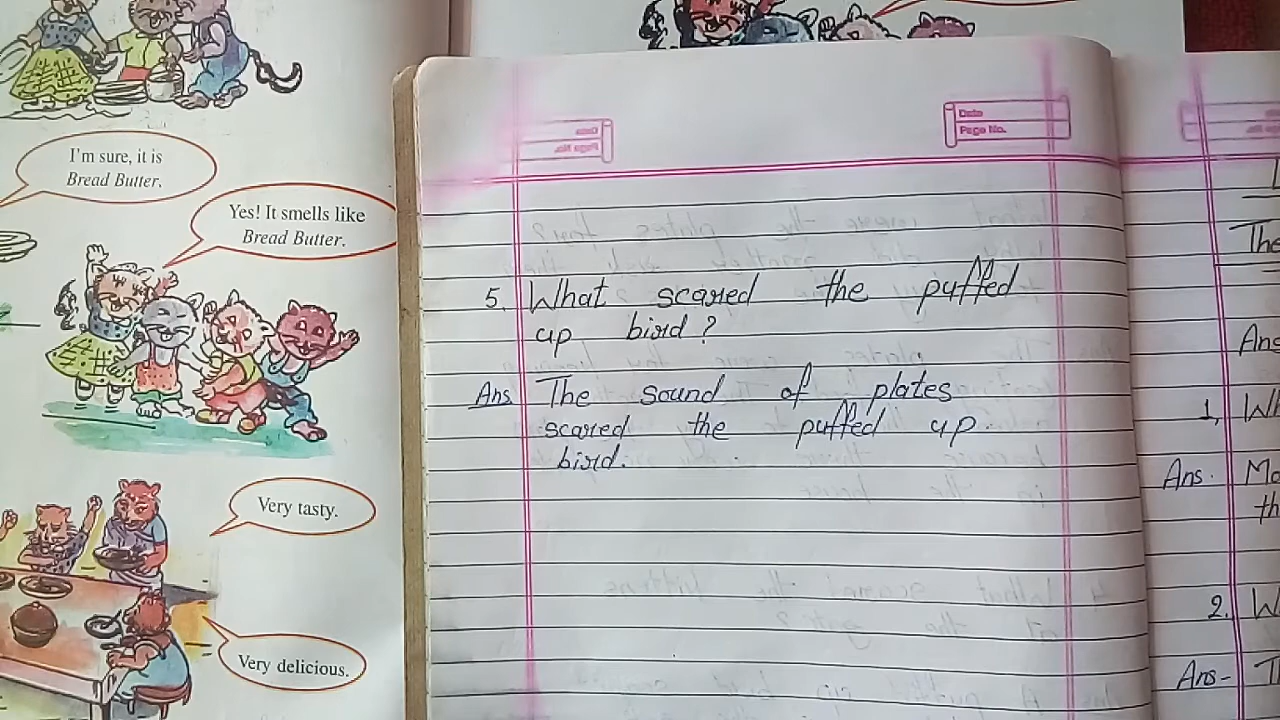 I'm sure, it is
Bread Butter.
Yes! It smells like
Bread Butter.
Very tasty.
Very delicious.
Date
Page No.
5. What scared the puffed
up bird?
Ans The sound of plates
scared the puffed up.
bird.
The
Ans
1,
Ans.
th
2.
Ans-